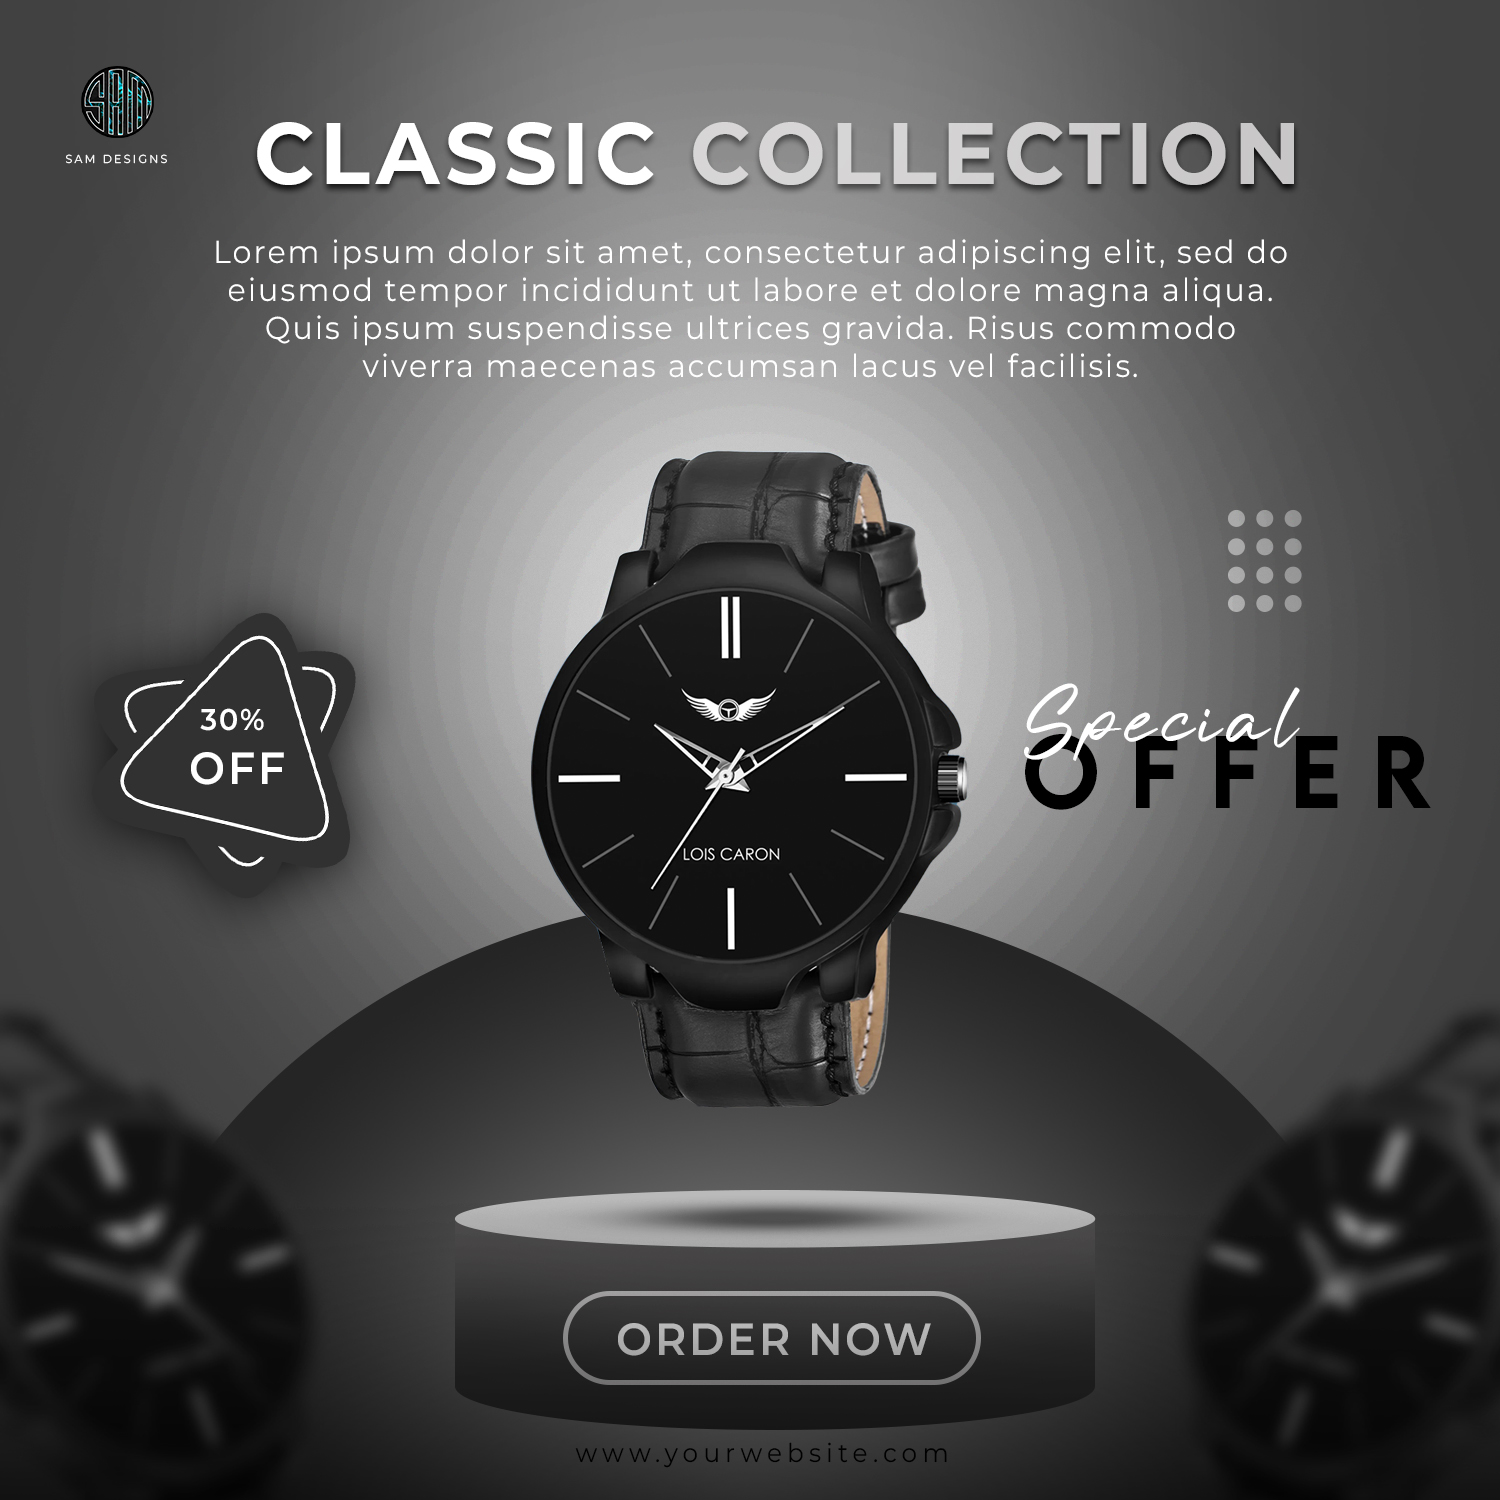 SAM
SAM DESIGNS
CLASSIC COLLECTION
Lorem ipsum dolor sit amet, consectetur adipiscing elit, sed do
eiusmod tempor incididunt ut labore et dolore magna aliqua.
Quis ipsum suspendisse ultrices gravida. Risus commodo
viverra maecenas accumsan lacus vel facilisis.
30%
OFF
Special
OFFER
LOIS CARON
ORDER NOW
www.yourwebsite.com